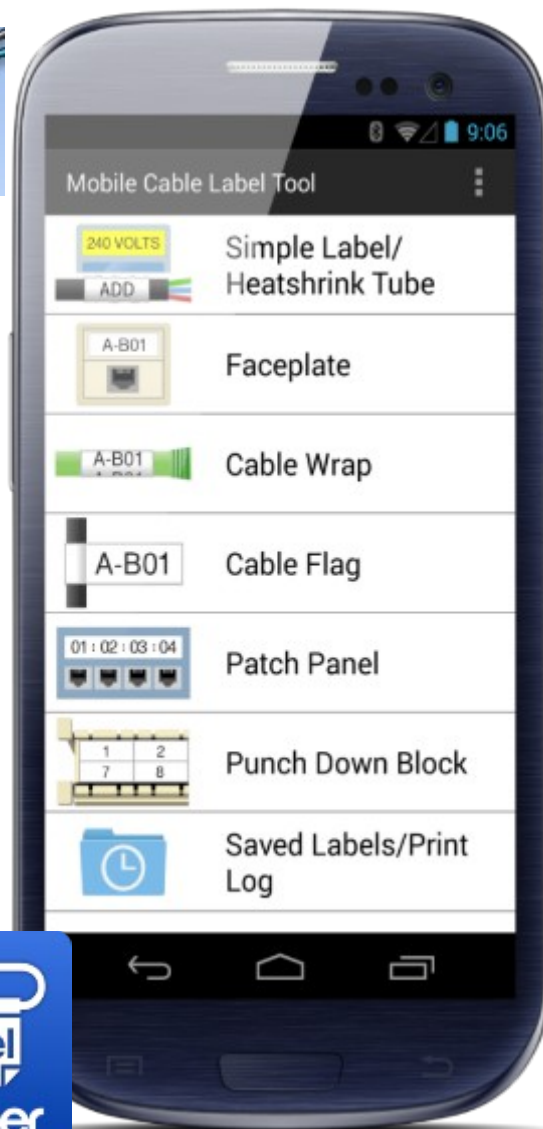 9:06
Mobile Cable Label Tool
240 VOLTS
ADD
Simple Label/
Heatshrink Tube
A-B01
Faceplate
A-B01
Cable Wrap
A-B01
Cable Flag
01:02:03:04
Patch Panel
1 2
7 8
Punch Down Block
Saved Labels/Print
Log
el
er